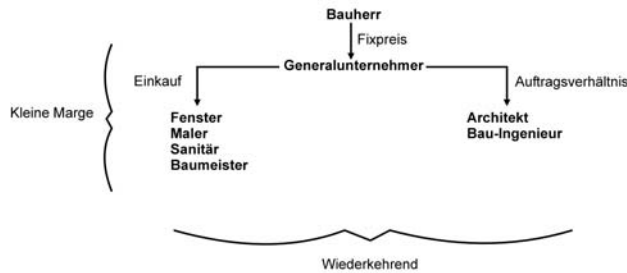 Bauherr
Fixpreis
Generalunternehmer
Einkauf
Auftragsverhältnis
Kleine Marge
Fenster
Maler
Sanitär
Baumeister
Architekt
Bau-Ingenieur
Wiederkehrend